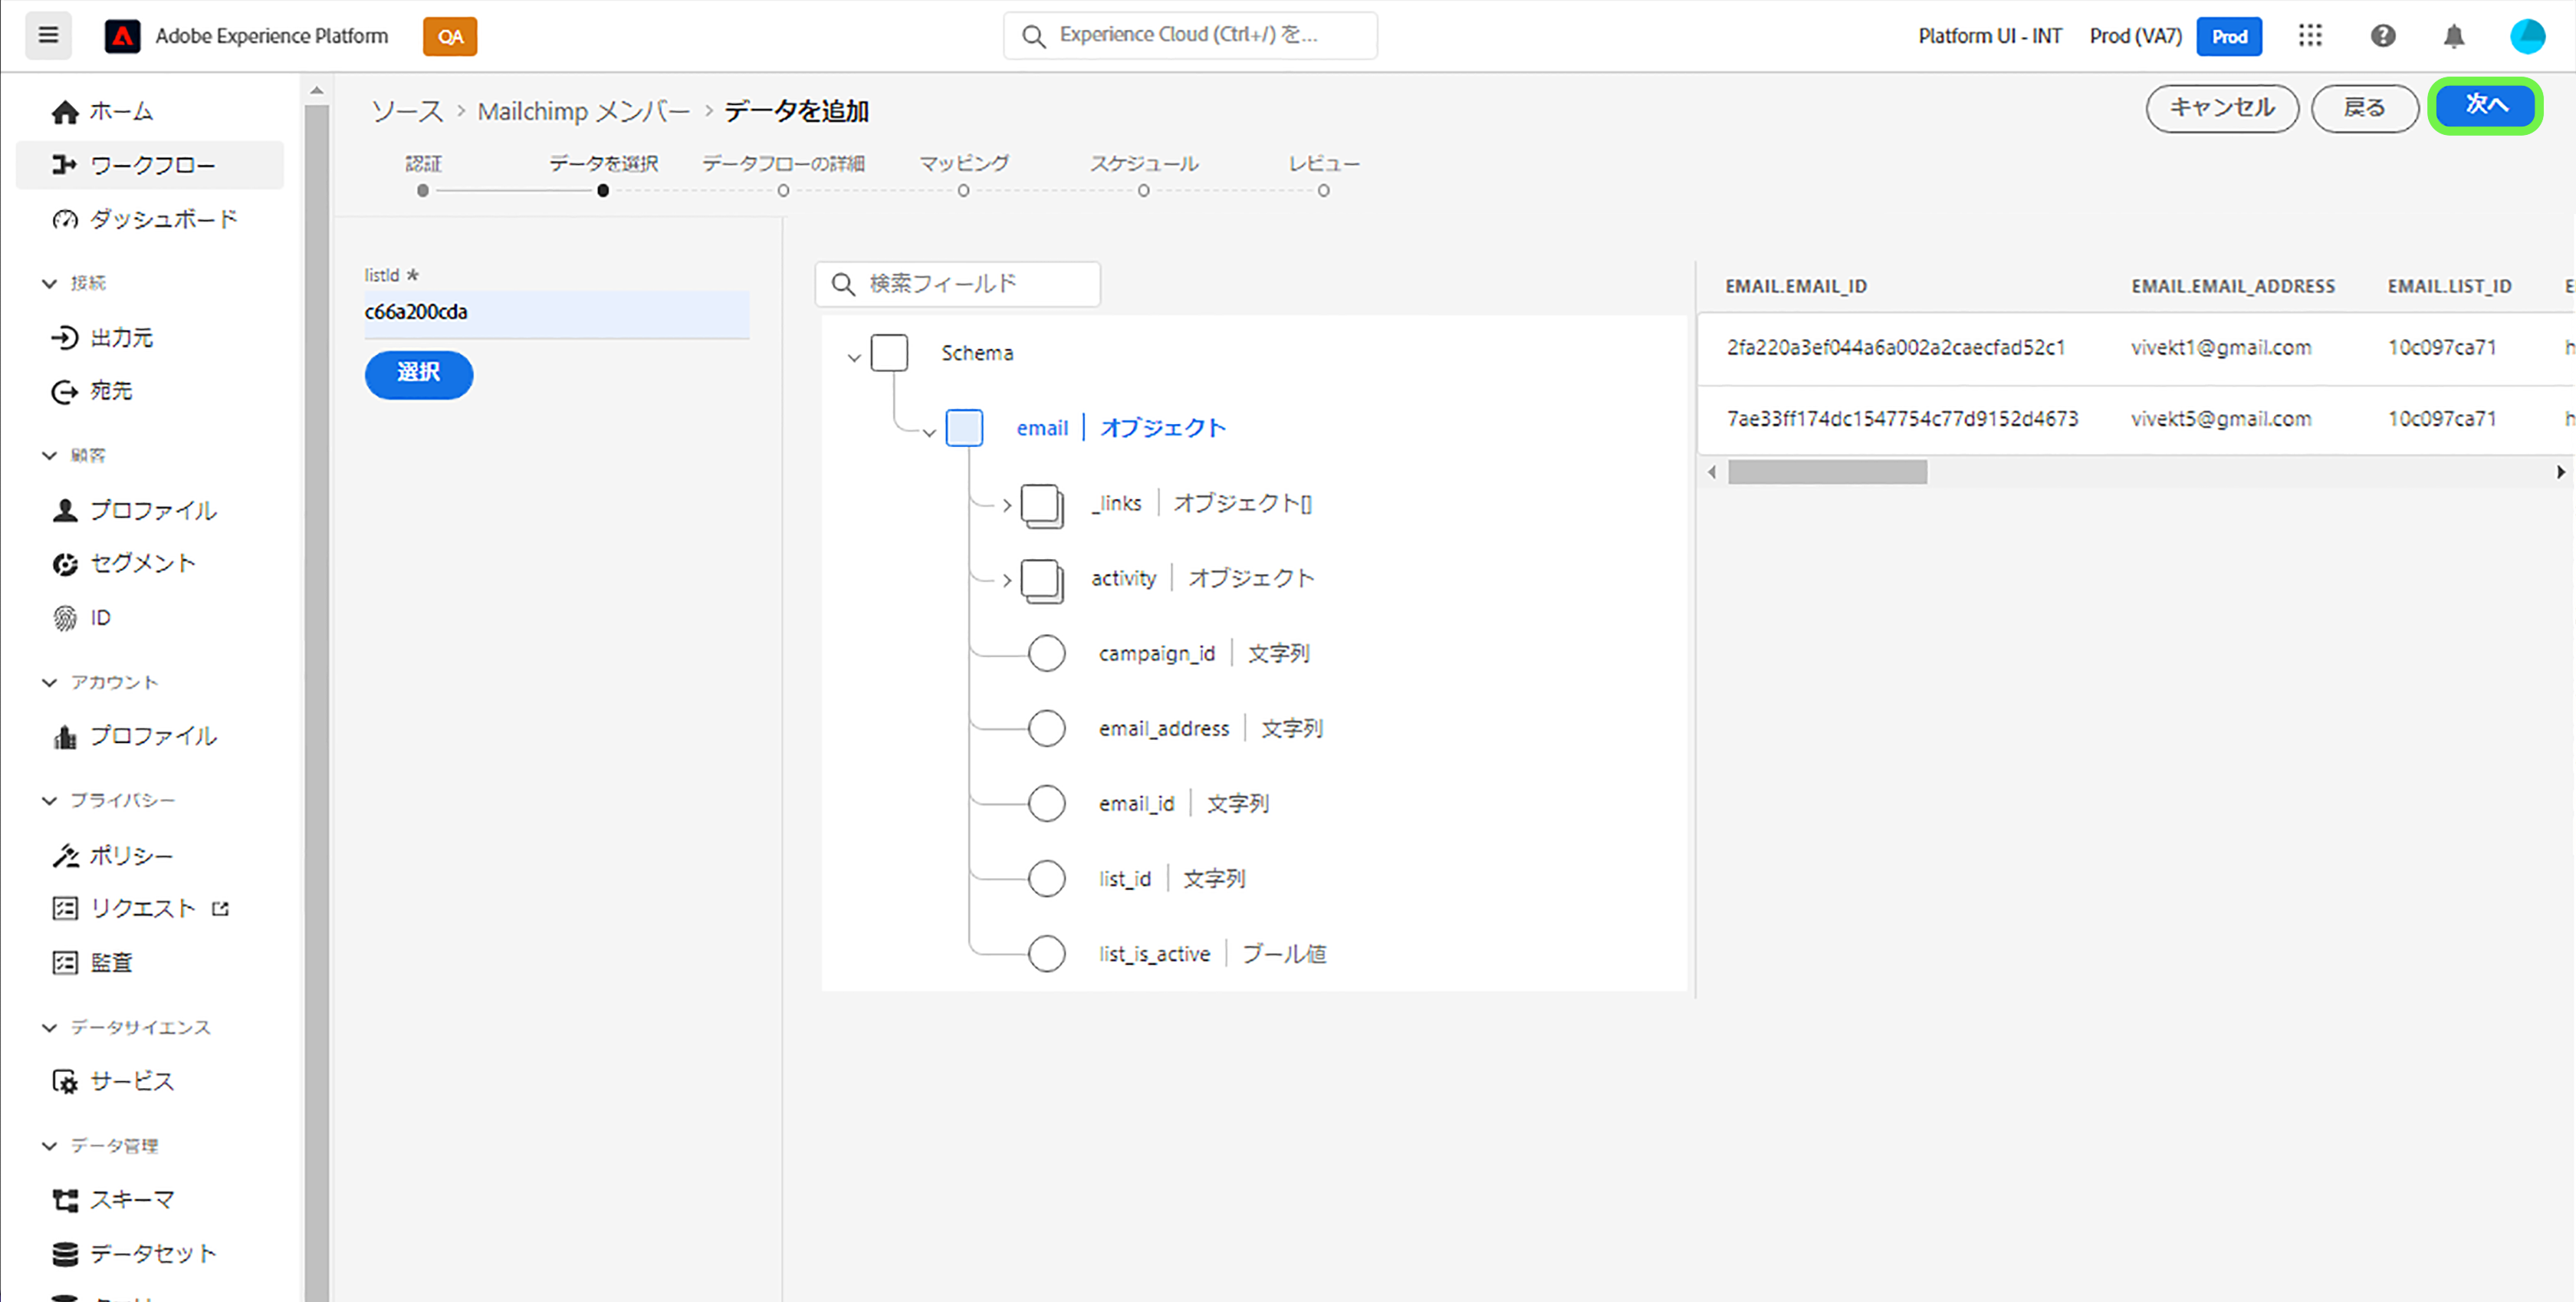 Adobe Experience Platform QA Experience Cloud (Ctrl+/) を... Platform UI - INT Prod (VA7) Prod
ホーム
ワークフロー
ダッシュボード
接続
出力元
宛先
顧客
プロファイル
セグメント
ID
アカウント
プロファイル
プライバシー
ポリシー
リクエスト
監査
データサイエンス
サービス
データ管理
スキーマ
データセット
ソース > Mailchimp メンバー > データを追加
キャンセル 戻る 次へ
認証 データを選択 データフローの詳細 マッピング スケジュール レビュー
listId *
c66a200cda
選択
検索フィールド
Schema
email | オブジェクト
_links | オブジェクト[]
activity | オブジェクト
campaign_id | 文字列
email_address | 文字列
email_id | 文字列
list_id | 文字列
list_is_active | ブール値
EMAIL.EMAIL_ID EMAIL.EMAIL_ADDRESS EMAIL.LIST_ID E
2fa220a3ef044a6a002a2caecfad52c1 vivekt1@gmail.com 10c097ca71 h
7ae33ff174dc1547754c77d9152d4673 vivekt5@gmail.com 10c097ca71 h